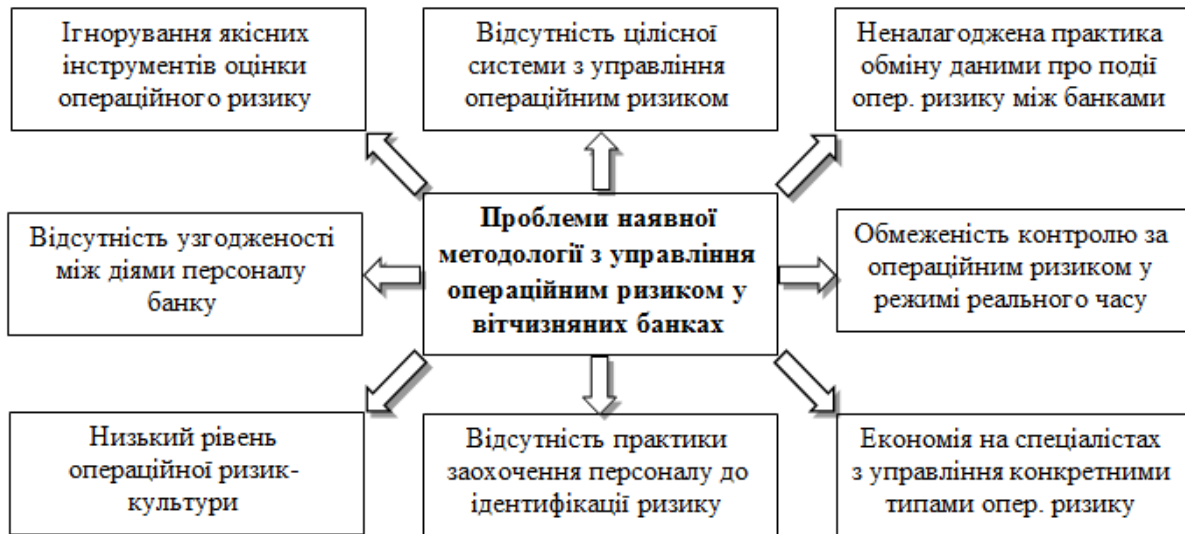 Ігнорування якісних
інструментів оцінки
операційного ризику
Відсутність цілісної
системи з управління
операційним ризиком
Неналагоджена практика
обміну даними про події
опер. ризику між банками
Відсутність узгодженості
між діями персоналу
банку
Проблеми наявної
методології з управління
операційним ризиком у
вітчизняних банках
Обмеженість контролю за
операційним ризиком у
режимі реального часу
Низький рівень
операційної ризик-
культури
Відсутність практики
заохочення персоналу до
ідентифікації ризику
Економія на спеціалістах
з управління конкретними
типами опер. ризику